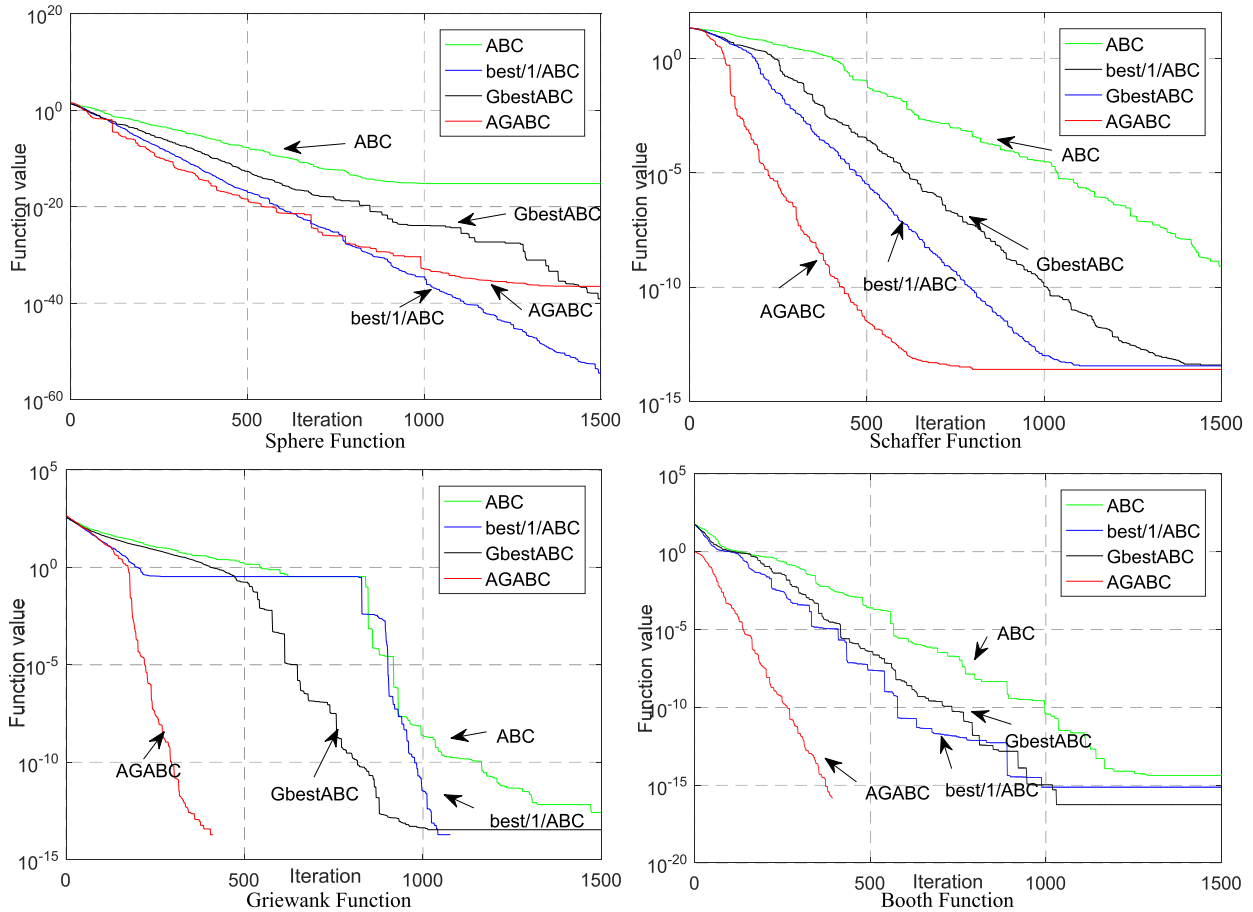 10^20
10^0
10^-20
10^-40
10^-60
Function value
ABC
best/1/ABC
GbestABC
AGABC
ABC
GbestABC
AGABC
best/1/ABC
0 500 Iteration 1000 1500
Sphere Function
10^0
10^-5
10^-10
10^-15
Function value
ABC
best/1/ABC
GbestABC
AGABC
ABC
GbestABC
best/1/ABC
AGABC
0 500 Iteration 1000 1500
Schaffer Function
10^5
10^0
10^-5
10^-10
10^-15
Function value
ABC
best/1/ABC
GbestABC
AGABC
ABC
AGABC
GbestABC
best/1/ABC
0 500 Iteration 1000 1500
Griewank Function
10^5
10^0
10^-5
10^-10
10^-15
10^-20
Function value
ABC
best/1/ABC
GbestABC
AGABC
ABC
GbestABC
AGABC
best/1/ABC
0 500 Iteration 1000 1500
Booth Function